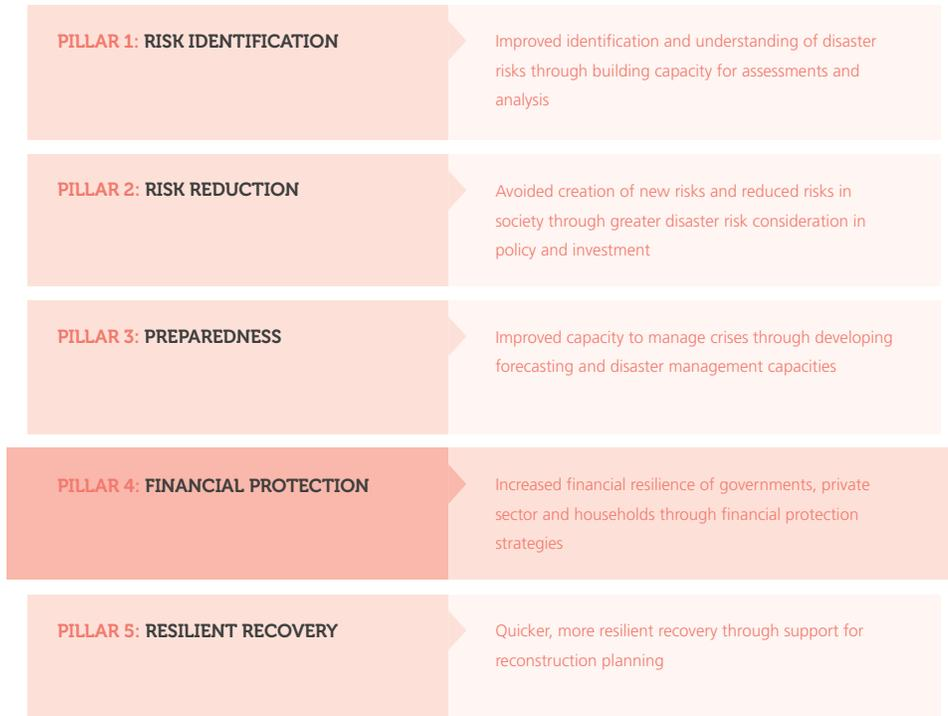 PILLAR 1: RISK IDENTIFICATION
Improved identification and understanding of disaster
risks through building capacity for assessments and
analysis
PILLAR 2: RISK REDUCTION
Avoided creation of new risks and reduced risks in
society through greater disaster risk consideration in
policy and investment
PILLAR 3: PREPAREDNESS
Improved capacity to manage crises through developing
forecasting and disaster management capacities
PILLAR 4: FINANCIAL PROTECTION
Increased financial resilience of governments, private
sector and households through financial protection
strategies
PILLAR 5: RESILIENT RECOVERY
Quicker, more resilient recovery through support for
reconstruction planning